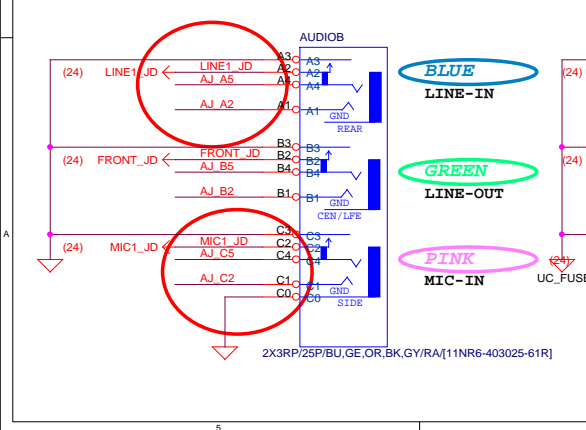 AUDIOB
A3 A3
(24) LINE1_JD LINE1_JD A2 A2 BLUE (24)
AJ_A5 A4 A4
LINE-IN
AJ_A2 A1 A1
GND
REAR
B3 B3
(24) FRONT_JD FRONT_JD B2 B2 (24)
AJ_B5 B4 B4 GREEN
LINE-OUT
AJ_B2 B1 B1
GND
CEN/LFE
C3 C3
(24) MIC1_JD MIC1_JD C2 C2
AJ_C5 C4 C4 PINK (24)
MIC-IN UC_FUSE
AJ_C2 C1 C1
GND
C0 C0
SIDE
2X3RP/25P/BU,GE,OR,BK,GY/RA/[11NR6-403025-61R]
A
5